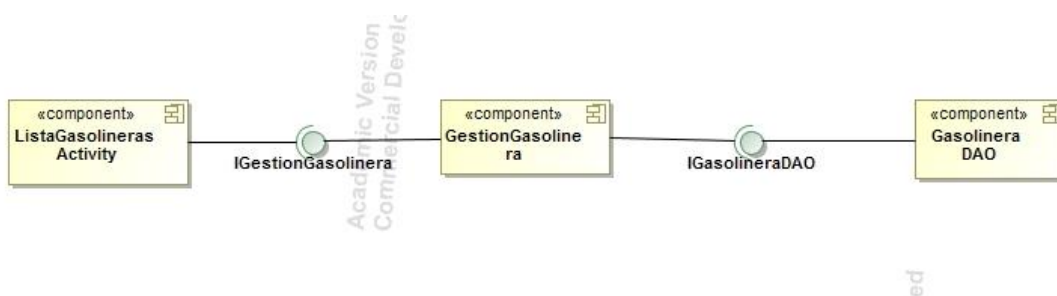 Academic Version
Commercial Develo
«component»
ListaGasolineras
Activity
IGestionGasolinera
«component»
GestionGasoline
ra
IGasolineraDAO
«component»
Gasolinera
DAO
ed